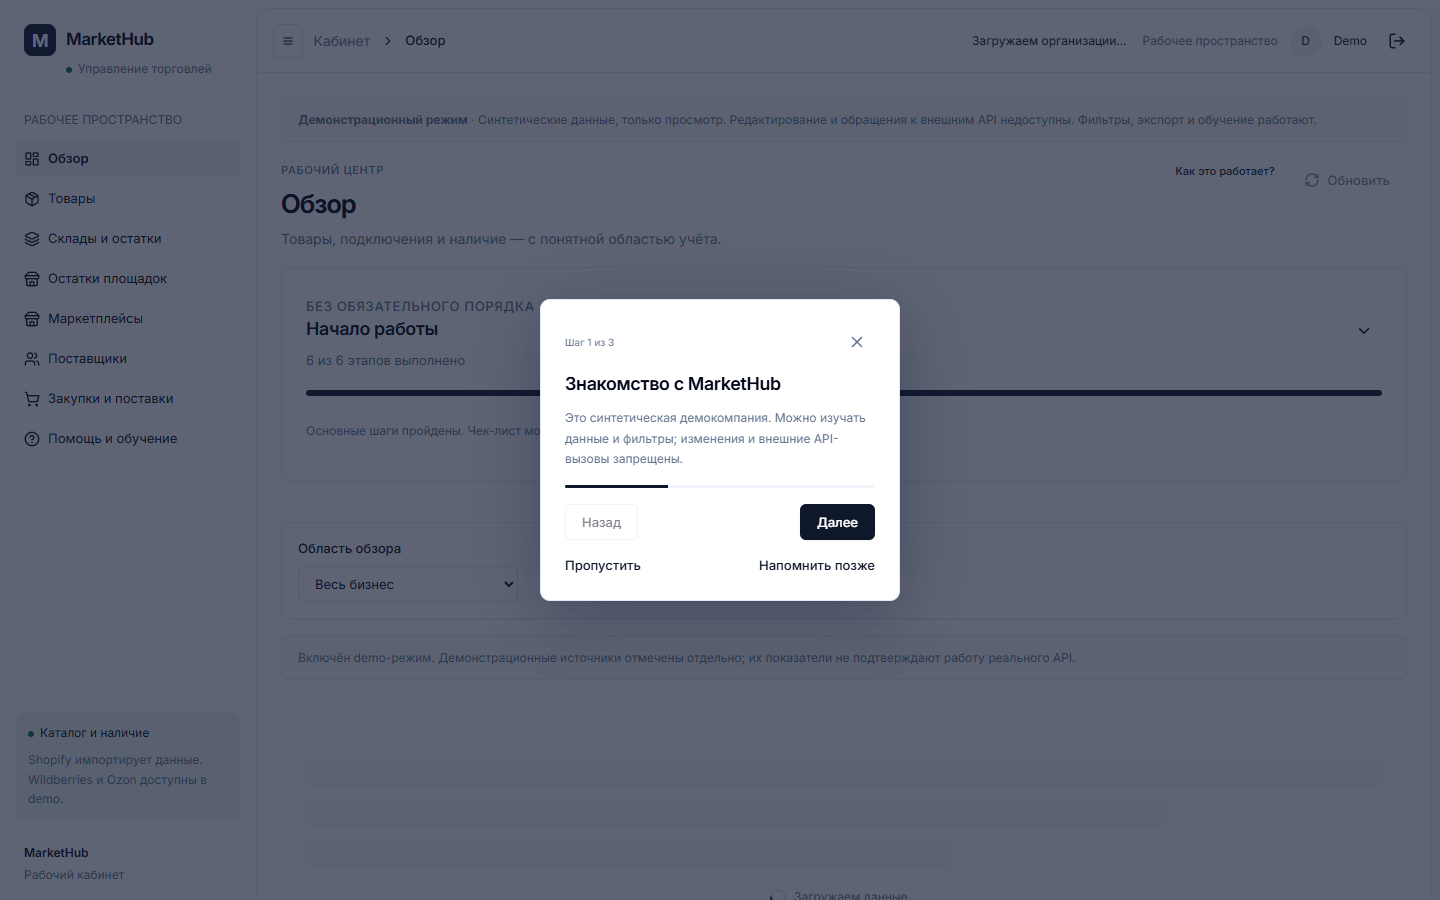 M MarketHub
Управление торговлей
РАБОЧЕЕ ПРОСТРАНСТВО
Обзор
Товары
Склады и остатки
Остатки площадок
Маркетплейсы
Поставщики
Закупки и поставки
Помощь и обучение
Каталог и наличие
Shopify импортирует данные.
Wildberries и Ozon доступны в
demo.
MarketHub
Рабочий кабинет
Кабинет > Обзор
Загружаем организации...
Рабочее пространство
D
Demo
Демонстрационный режим · Синтетические данные, только просмотр. Редактирование и обращения к внешним API недоступны. Фильтры, экспорт и обучение работают.
РАБОЧИЙ ЦЕНТР
Обзор
Товары, подключения и наличие — с понятной областью учёта.
Как это работает?
Обновить
БЕЗ ОБЯЗАТЕЛЬНОГО ПОРЯДКА
Начало работы
6 из 6 этапов выполнено
Основные шаги пройдены. Чек-лист
Шаг 1 из 3
Знакомство с MarketHub
Это синтетическая демокомпания. Можно изучать
данные и фильтры; изменения и внешние API-
вызовы запрещены.
Назад
Далее
Пропустить
Напомнить позже
Область обзора
Весь бизнес
Включён demo-режим. Демонстрационные источники отмечены отдельно; их показатели не подтверждают работу реального API.
Загружаем данные